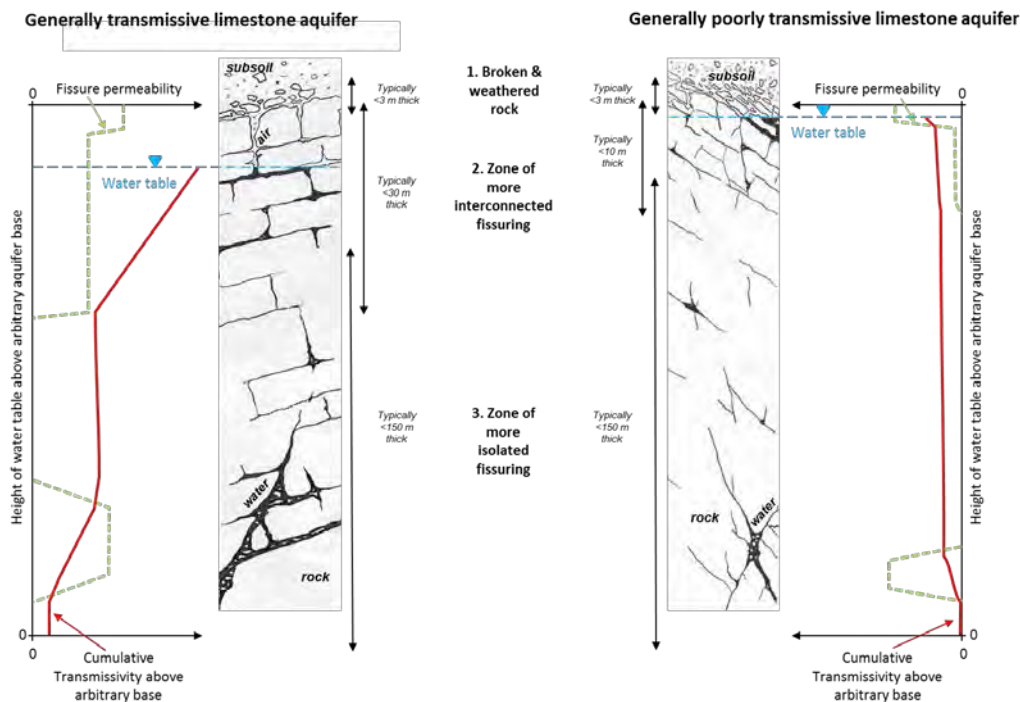 Generally transmissive limestone aquifer
Generally poorly transmissive limestone aquifer
subsoil
Fissure permeability
0
air
Water table
Typically
<3 m thick
Typically
<30 m
thick
Typically
<150 m
thick
water
rock
Height of water table above arbitrary aquifer base
0
0
Cumulative
Transmissivity above
arbitrary base
1. Broken &
weathered
rock
2. Zone of
more
interconnected
fissuring
3. Zone of
more
isolated
fissuring
Typically
<3 m thick
Typically
<10 m
thick
Typically
<150 m
thick
subsoil
rock
water
Fissure permeability
0
Water table
Height of water table above arbitrary aquifer base
0
0
Cumulative
Transmissivity above
arbitrary base